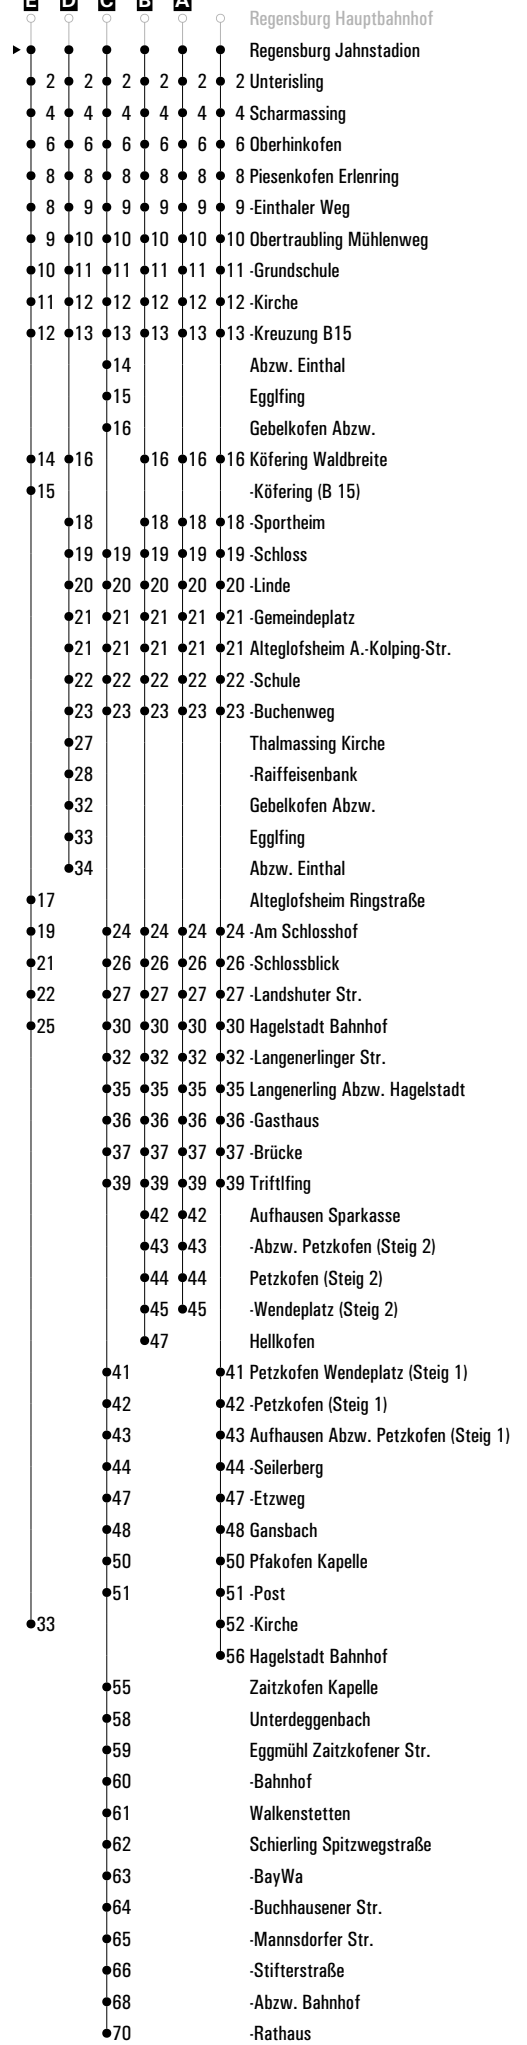 E D C B A
Regensburg Hauptbahnhof
Regensburg Jahnstadion
2 2 2 2 2 2 Unterisling
4 4 4 4 4 4 Scharmassing
6 6 6 6 6 6 Oberhinkofen
8 8 8 8 8 8 Piesenkofen Erlenring
8 9 9 9 9 9 -Einthaler Weg
9 10 10 10 10 10 Obertraubling Mühlenweg
10 11 11 11 11 11 -Grundschule
11 12 12 12 12 12 -Kirche
12 13 13 13 13 13 -Kreuzung B15
14 Abzw. Einthal
15 Egglfing
16 Gebelkofen Abzw.
14 16 16 16 16 Köfering Waldbreite
15 -Köfering (B 15)
18 18 18 18 -Sportheim
19 19 19 19 19 -Schloss
20 20 20 20 20 -Linde
21 21 21 21 21 -Gemeindeplatz
21 21 21 21 21 Alteglofsheim A.-Kolping-Str.
22 22 22 22 22 -Schule
23 23 23 23 23 -Buchenweg
27 Thalmassing Kirche
28 -Raiffeisenbank
32 Gebelkofen Abzw.
33 Egglfing
34 Abzw. Einthal
17 Alteglofsheim Ringstraße
19 24 24 24 24 -Am Schlosshof
21 26 26 26 26 -Schlossblick
22 27 27 27 27 -Landshuter Str.
25 30 30 30 30 Hagelstadt Bahnhof
32 32 32 32 -Langenerlinger Str.
35 35 35 35 Langenerling Abzw. Hagelstadt
36 36 36 36 -Gasthaus
37 37 37 37 -Brücke
39 39 39 39 Triftlfing
42 42 Aufhausen Sparkasse
43 43 -Abzw. Petzkofen (Steig 2)
44 44 Petzkofen (Steig 2)
45 45 -Wendeplatz (Steig 2)
47 Hellkofen
41 41 Petzkofen Wendeplatz (Steig 1)
42 42 -Petzkofen (Steig 1)
43 43 Aufhausen Abzw. Petzkofen (Steig 1)
44 44 -Seilerberg
47 47 -Etzweg
48 48 Gansbach
50 50 Pfakofen Kapelle
51 51 -Post
33 52 -Kirche
56 Hagelstadt Bahnhof
55 Zaitzkofen Kapelle
58 Unterdeggenbach
59 Eggmühl Zaitzkofener Str.
60 -Bahnhof
61 Walkenstetten
62 Schierling Spitzwegstraße
63 -BayWa
64 -Buchhausener Str.
65 -Mannsdorfer Str.
66 -Stifterstraße
68 -Abzw. Bahnhof
70 -Rathaus